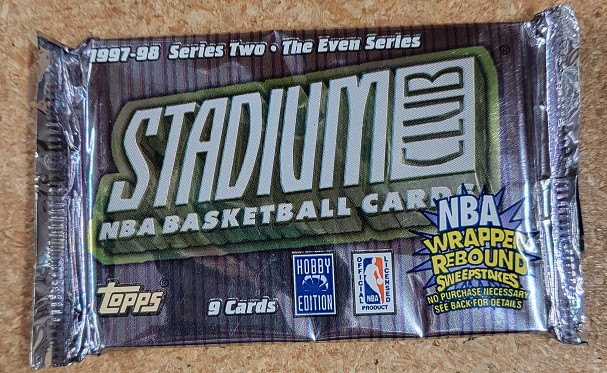 1997-98 Series Two • The Even Series
STADIUM CLUB
NBA BASKETBALL CARDS
NBA
WRAPPER
REBOUND
SWEEPSTAKES
NO PURCHASE NECESSARY
SEE BACK FOR DETAILS
Topps
9 Cards
HOBBY
EDITION
OFFICIAL
NBA
LICENSED
PRODUCT